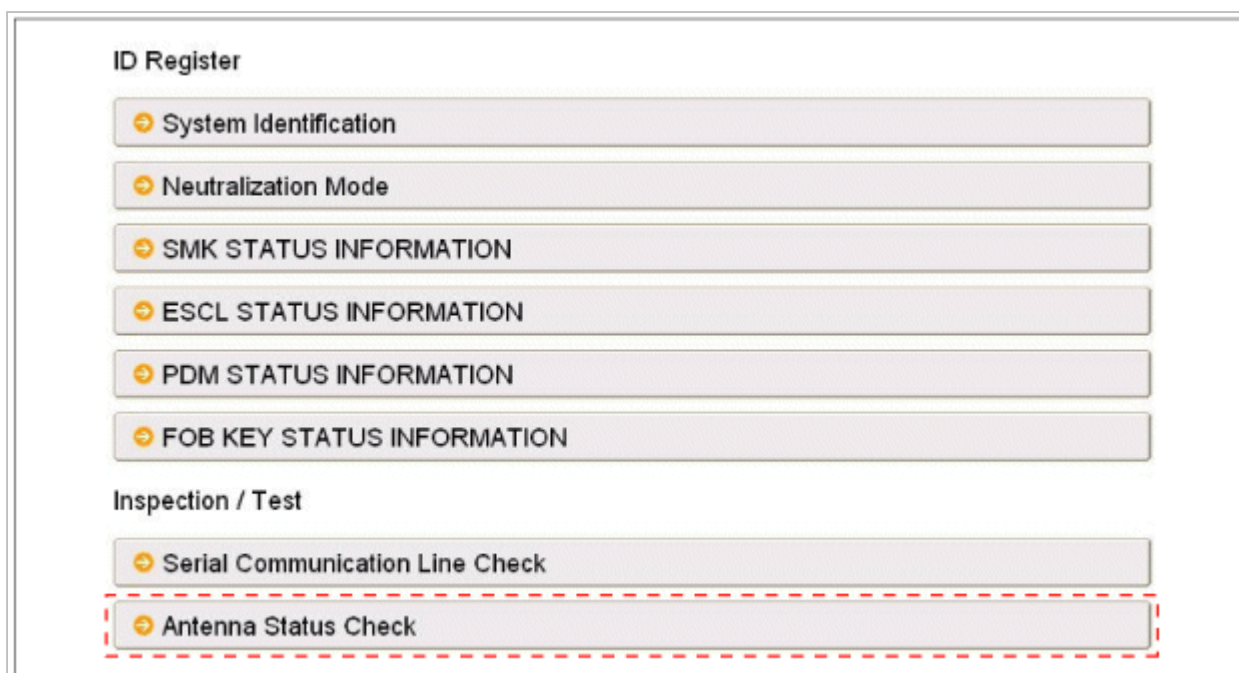 ID Register
System Identification
Neutralization Mode
SMK STATUS INFORMATION
ESCL STATUS INFORMATION
PDM STATUS INFORMATION
FOB KEY STATUS INFORMATION
Inspection / Test
Serial Communication Line Check
Antenna Status Check